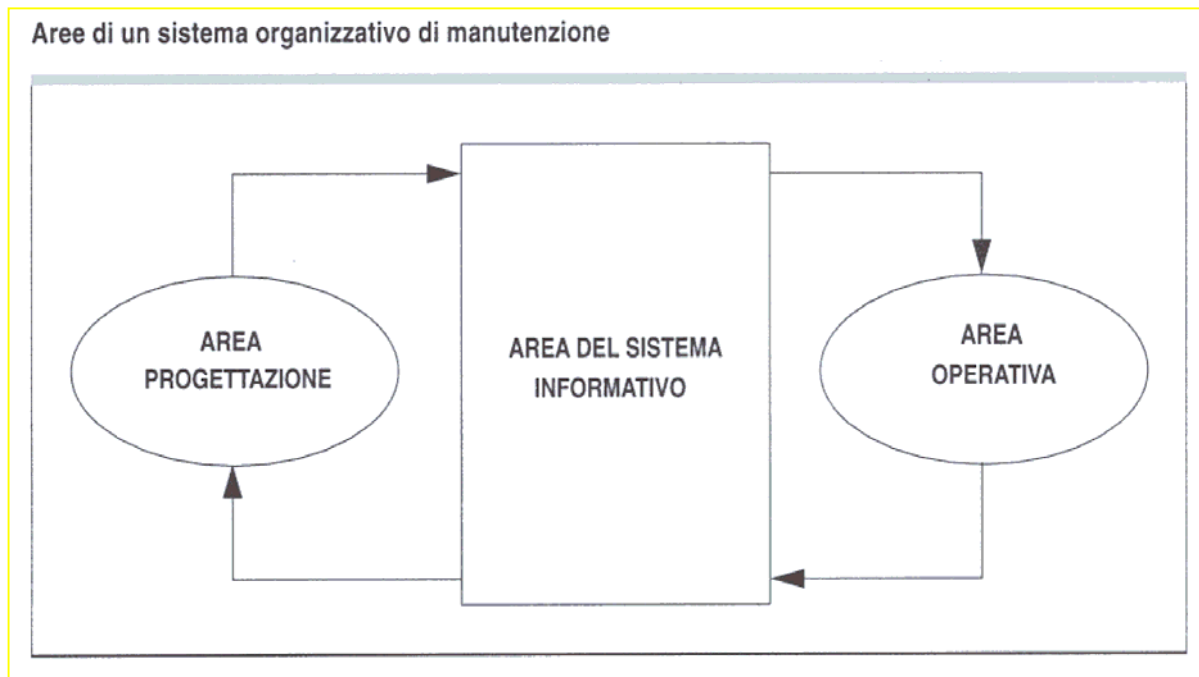 Aree di un sistema organizzativo di manutenzione
AREA
PROGETTAZIONE
AREA DEL SISTEMA
INFORMATIVO
AREA
OPERATIVA